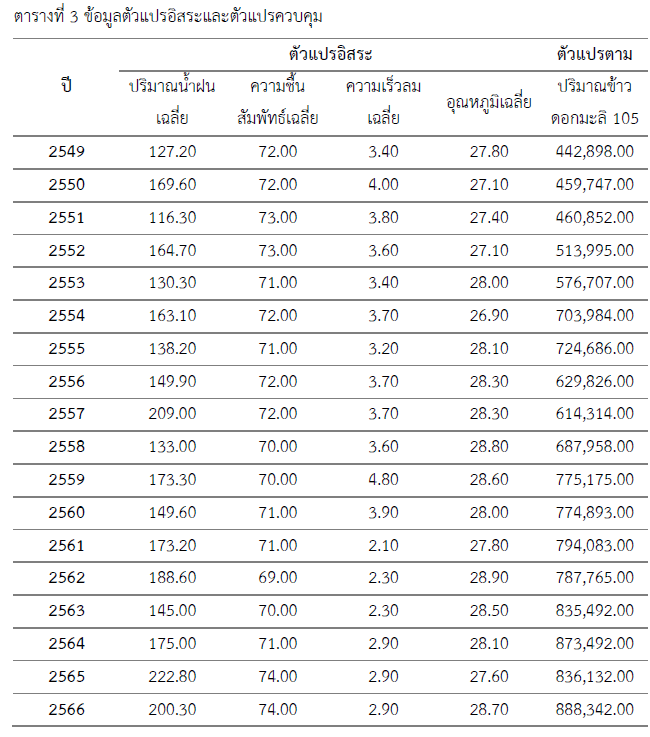 ตารางที่ 3 ข้อมูลตัวแปรอิสระและตัวแปรควบคุม
ตัวแปรอิสระ ตัวแปรตาม
ปี ปริมาณน้ำฝน ความชื้น ความเร็วลม อุณหภูมิเฉลี่ย ปริมาณข้าว
เฉลี่ย สัมพัทธ์เฉลี่ย เฉลี่ย ดอกมะลิ 105
2549 127.20 72.00 3.40 27.80 442,898.00
2550 169.60 72.00 4.00 27.10 459,747.00
2551 116.30 73.00 3.80 27.40 460,852.00
2552 164.70 73.00 3.60 27.10 513,995.00
2553 130.30 71.00 3.40 28.00 576,707.00
2554 163.10 72.00 3.70 26.90 703,984.00
2555 138.20 71.00 3.20 28.10 724,686.00
2556 149.90 72.00 3.70 28.30 629,826.00
2557 209.00 72.00 3.70 28.30 614,314.00
2558 133.00 70.00 3.60 28.80 687,958.00
2559 173.30 70.00 4.80 28.60 775,175.00
2560 149.60 71.00 3.90 28.00 774,893.00
2561 173.20 71.00 2.10 27.80 794,083.00
2562 188.60 69.00 2.30 28.90 787,765.00
2563 145.00 70.00 2.30 28.50 835,492.00
2564 175.00 71.00 2.90 28.10 873,492.00
2565 222.80 74.00 2.90 27.60 836,132.00
2566 200.30 74.00 2.90 28.70 888,342.00